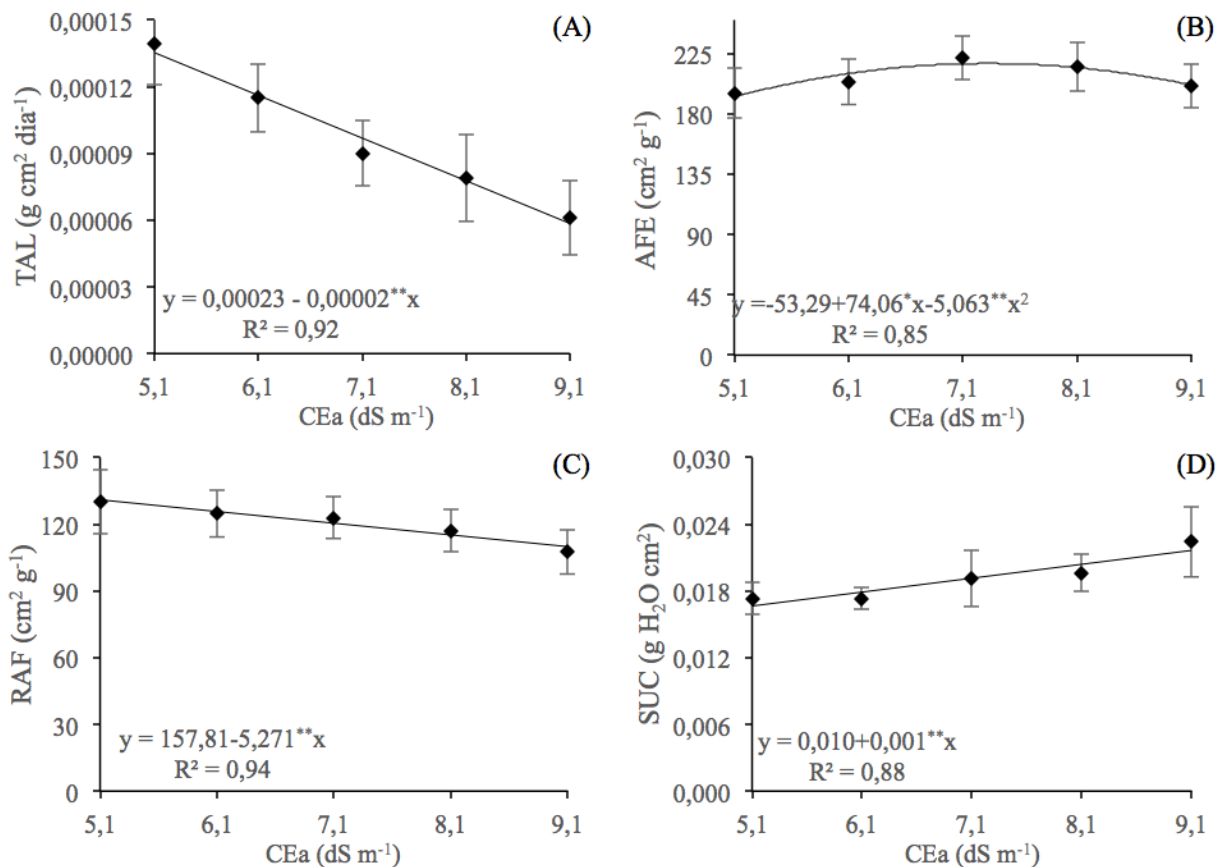 (A)
TAL (g cm² dia⁻¹)
0,00015
0,00012
0,00009
0,00006
0,00003
0,00000
y = 0,00023 - 0,00002**x
R² = 0,92
5,1 6,1 7,1 8,1 9,1
CEa (dS m⁻¹)
(B)
AFE (cm² g⁻¹)
225
180
135
90
45
0
y =-53,29+74,06*x-5,063**x²
R² = 0,85
5,1 6,1 7,1 8,1 9,1
CEa (dS m⁻¹)
(C)
RAF (cm² g⁻¹)
150
120
90
60
30
0
y = 157,81-5,271**x
R² = 0,94
5,1 6,1 7,1 8,1 9,1
CEa (dS m⁻¹)
(D)
SUC (g H₂O cm²)
0,030
0,024
0,018
0,012
0,006
0,000
y = 0,010+0,001**x
R² = 0,88
5,1 6,1 7,1 8,1 9,1
CEa (dS m⁻¹)